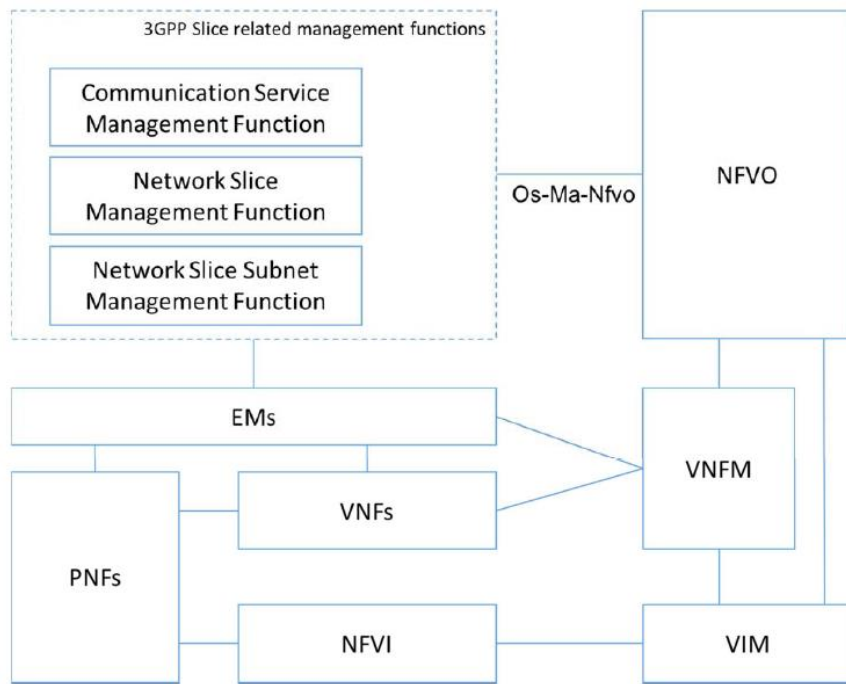 3GPP Slice related management functions
Communication Service
Management Function
Network Slice
Management Function
Network Slice Subnet
Management Function
Os-Ma-Nfvo
NFVO
EMs
VNFs
VNFM
PNFs
NFVI
VIM